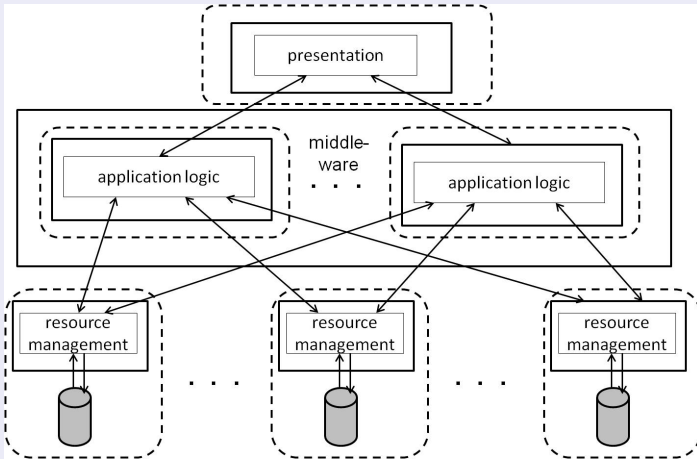 presentation
middle-
ware
. . .
application logic
application logic
resource
management
resource
management
resource
management
. . .
. . .